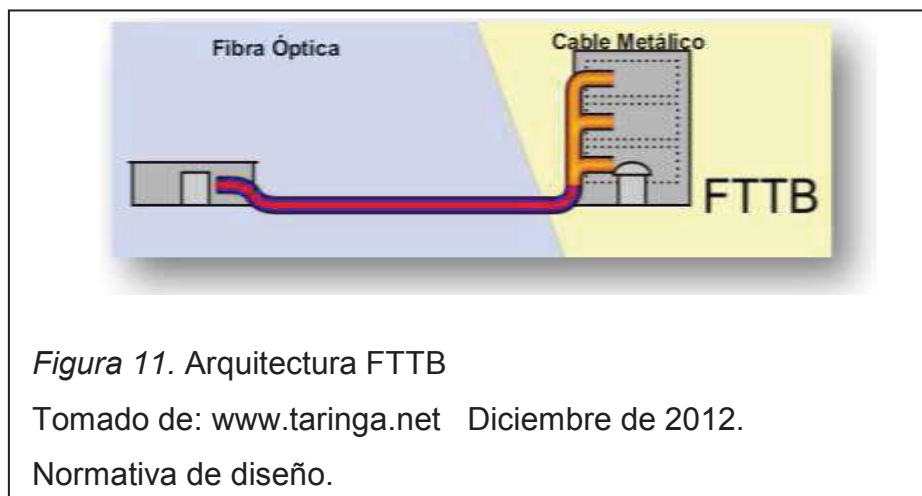 Fibra Óptica
Cable Metálico
FTTB
Figura 11. Arquitectura FTTB
Tomado de: www.taringa.net Diciembre de 2012.
Normativa de diseño.